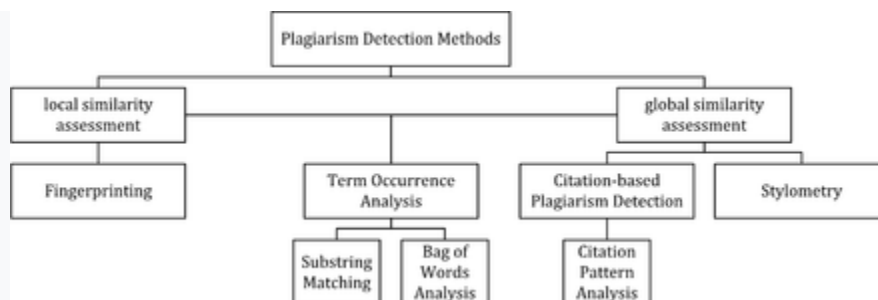 Plagiarism Detection Methods
local similarity
assessment
global similarity
assessment
Fingerprinting
Term Occurrence
Analysis
Citation-based
Plagiarism Detection
Stylometry
Substring
Matching
Bag of
Words
Analysis
Citation
Pattern
Analysis